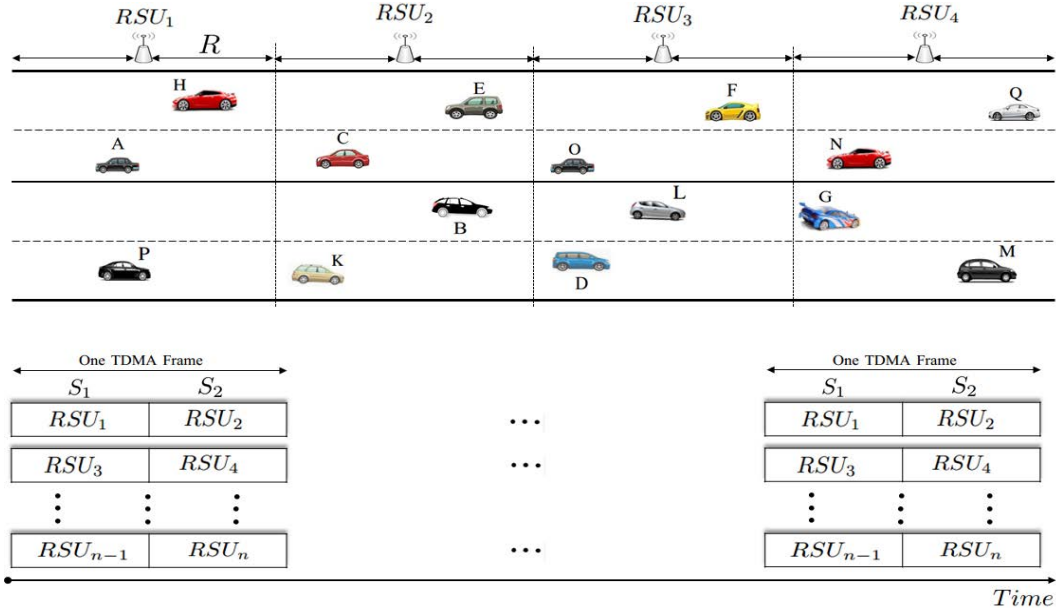 RSU₁ RSU₂ RSU₃ RSU₄
R
H E F Q
A C O N
B L G
P K D M
One TDMA Frame One TDMA Frame
S₁ S₂ S₁ S₂
RSU₁ RSU₂ ... RSU₁ RSU₂
RSU₃ RSU₄ ... RSU₃ RSU₄
RSUₙ₋₁ RSUₙ ... RSUₙ₋₁ RSUₙ
Time